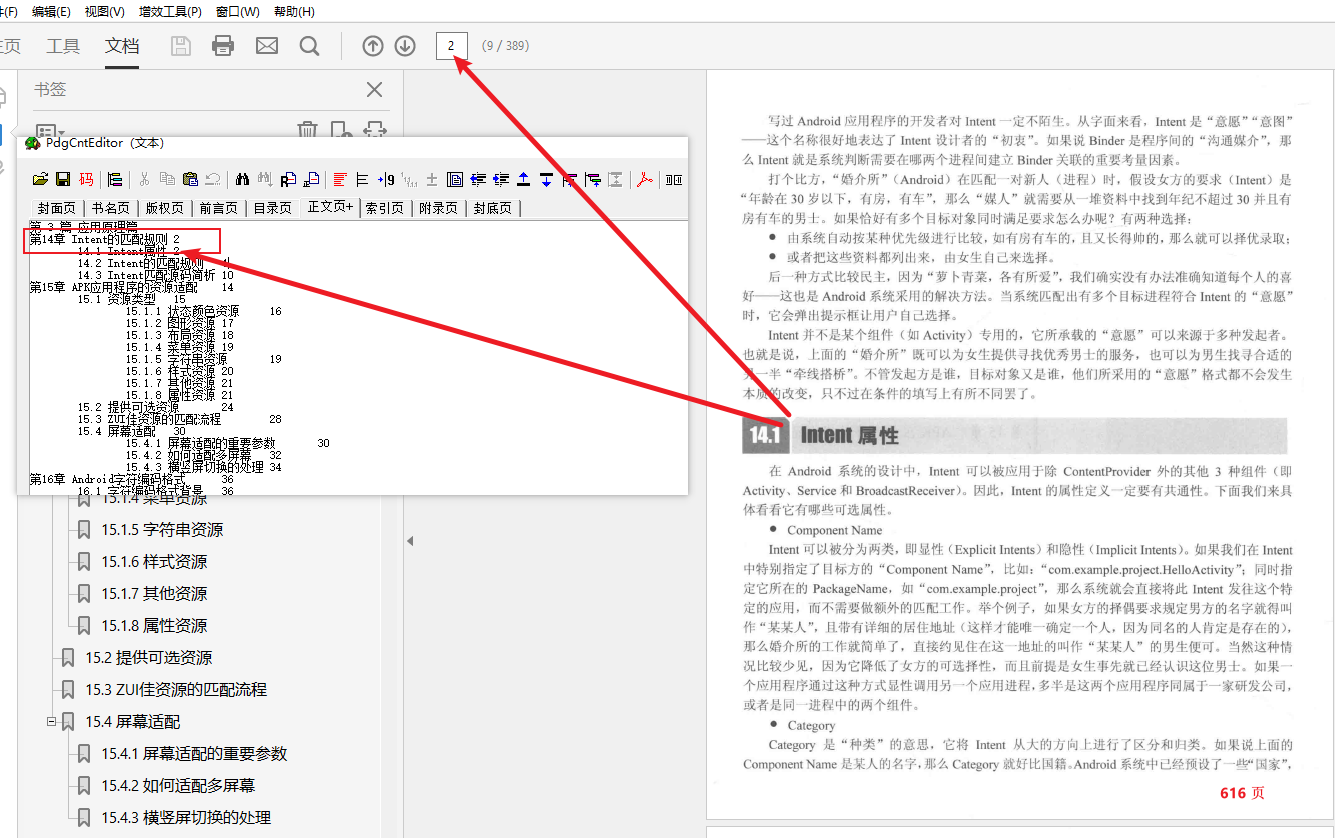 件(F) 编辑(E) 视图(V) 增效工具(P) 窗口(W) 帮助(H)
主页 工具 文档 2 (9 / 389)
书签
PdgCntEditor (文本)
封面页 书名页 版权页 前言页 目录页 正文页+ 索引页 附录页 封底页
第 3 篇 应用原理篇
第14章 Intent的匹配规则 2
14.1 Intent属性 2
14.2 Intent的匹配规则 4
14.3 Intent匹配源码简析 10
第15章 APK应用程序的资源适配 14
15.1 资源类型 15
15.1.1 状态颜色资源 16
15.1.2 图形资源 17
15.1.3 布局资源 18
15.1.4 菜单资源 19
15.1.5 字符串资源 19
15.1.6 样式资源 20
15.1.7 其他资源 21
15.1.8 属性资源 21
15.2 提供可选资源 24
15.3 ZUI佳资源的匹配流程 28
15.4 屏幕适配 30
15.4.1 屏幕适配的重要参数 30
15.4.2 如何适配多屏幕 32
15.4.3 横竖屏切换的处理 34
第16章 Android字符编码格式 36
16.1 字符编码格式背景 36
15.1.4 菜单资源
15.1.5 字符串资源
15.1.6 样式资源
15.1.7 其他资源
15.1.8 属性资源
15.2 提供可选资源
15.3 ZUI佳资源的匹配流程
15.4 屏幕适配
15.4.1 屏幕适配的重要参数
15.4.2 如何适配多屏幕
15.4.3 横竖屏切换的处理
写过 Android 应用程序的开发者对 Intent 一定不陌生。从字面来看，Intent 是“意愿”“意图”
——这个名称很好地表达了 Intent 设计者的“初衷”。如果说 Binder 是程序间的“沟通媒介”，那
么 Intent 就是系统判断需要在哪两个进程间建立 Binder 关联的重要考量因素。
打个比方，“婚介所”（Android）在匹配一对新人（进程）时，假设女方的要求（Intent）是
“年龄在 30 岁以下，有房，有车”，那么“媒人”就需要从一堆资料中找到年纪不超过 30 并且有
房有车的男士。如果恰好有多个对象同时满足要求怎么办呢？有两种选择：
● 由系统自动按某种优先级进行比较，如有房有车的，且又长得帅的，那么就可以择优录取；
● 或者把这些资料都列出来，由女生自己来选择。
后一种方式比较民主，因为“萝卜青菜，各有所爱”，我们确实没有办法准确知道每个人的喜
好——这也是 Android 系统采用的解决方法。当系统匹配出有多个目标进程符合 Intent 的“意愿”
时，它会弹出提示框让用户自己选择。
Intent 并不是某个组件（如 Activity）专用的，它所承载的“意愿”可以来源于多种发起者。
也就是说，上面的“婚介所”既可以为女生提供寻找优秀男士的服务，也可以为男生找寻合适的
另一半“牵线搭桥”。不管发起方是谁，目标对象又是谁，他们所采用的“意愿”格式都不会发生
本质的改变，只不过在条件的填写上有所不同罢了。
14.1 Intent 属性
在 Android 系统的设计中，Intent 可以被应用于除 ContentProvider 外的其他 3 种组件（即
Activity、Service 和 BroadcastReceiver）。因此，Intent 的属性定义一定要有共通性。下面我们来具
体看看它有哪些可选属性。
● Component Name
Intent 可以被分为两类，即显性（Explicit Intents）和隐性（Implicit Intents）。如果我们在 Intent
中特别指定了目标方的“Component Name”，比如：“com.example.project.HelloActivity”；同时指
定它所在的 PackageName，如“com.example.project”，那么系统就会直接将此 Intent 发往这个特
定的应用，而不需要做额外的匹配工作。举个例子，如果女方的择偶要求规定男方的名字就得叫
作“某某人”，且带有详细的居住地址（这样才能唯一确定一个人，因为同名的人肯定是存在的），
那么婚介所的工作就简单了，直接约见住在这一地址的叫作“某某人”的男生便可。当然这种情
况比较少见，因为它降低了女方的可选择性，而且前提是女生事先就已经认识这位男士。如果一
个应用程序通过这种方式显性调用另一个应用进程，多半是这两个应用程序同属于一家研发公司，
或者是同一进程中的两个组件。
● Category
Category 是“种类”的意思，它将 Intent 从大的方向上进行了区分和归类。如果说上面的
Component Name 是某人的名字，那么 Category 就好比国籍。Android 系统中已经预设了一些“国家”，
616 页